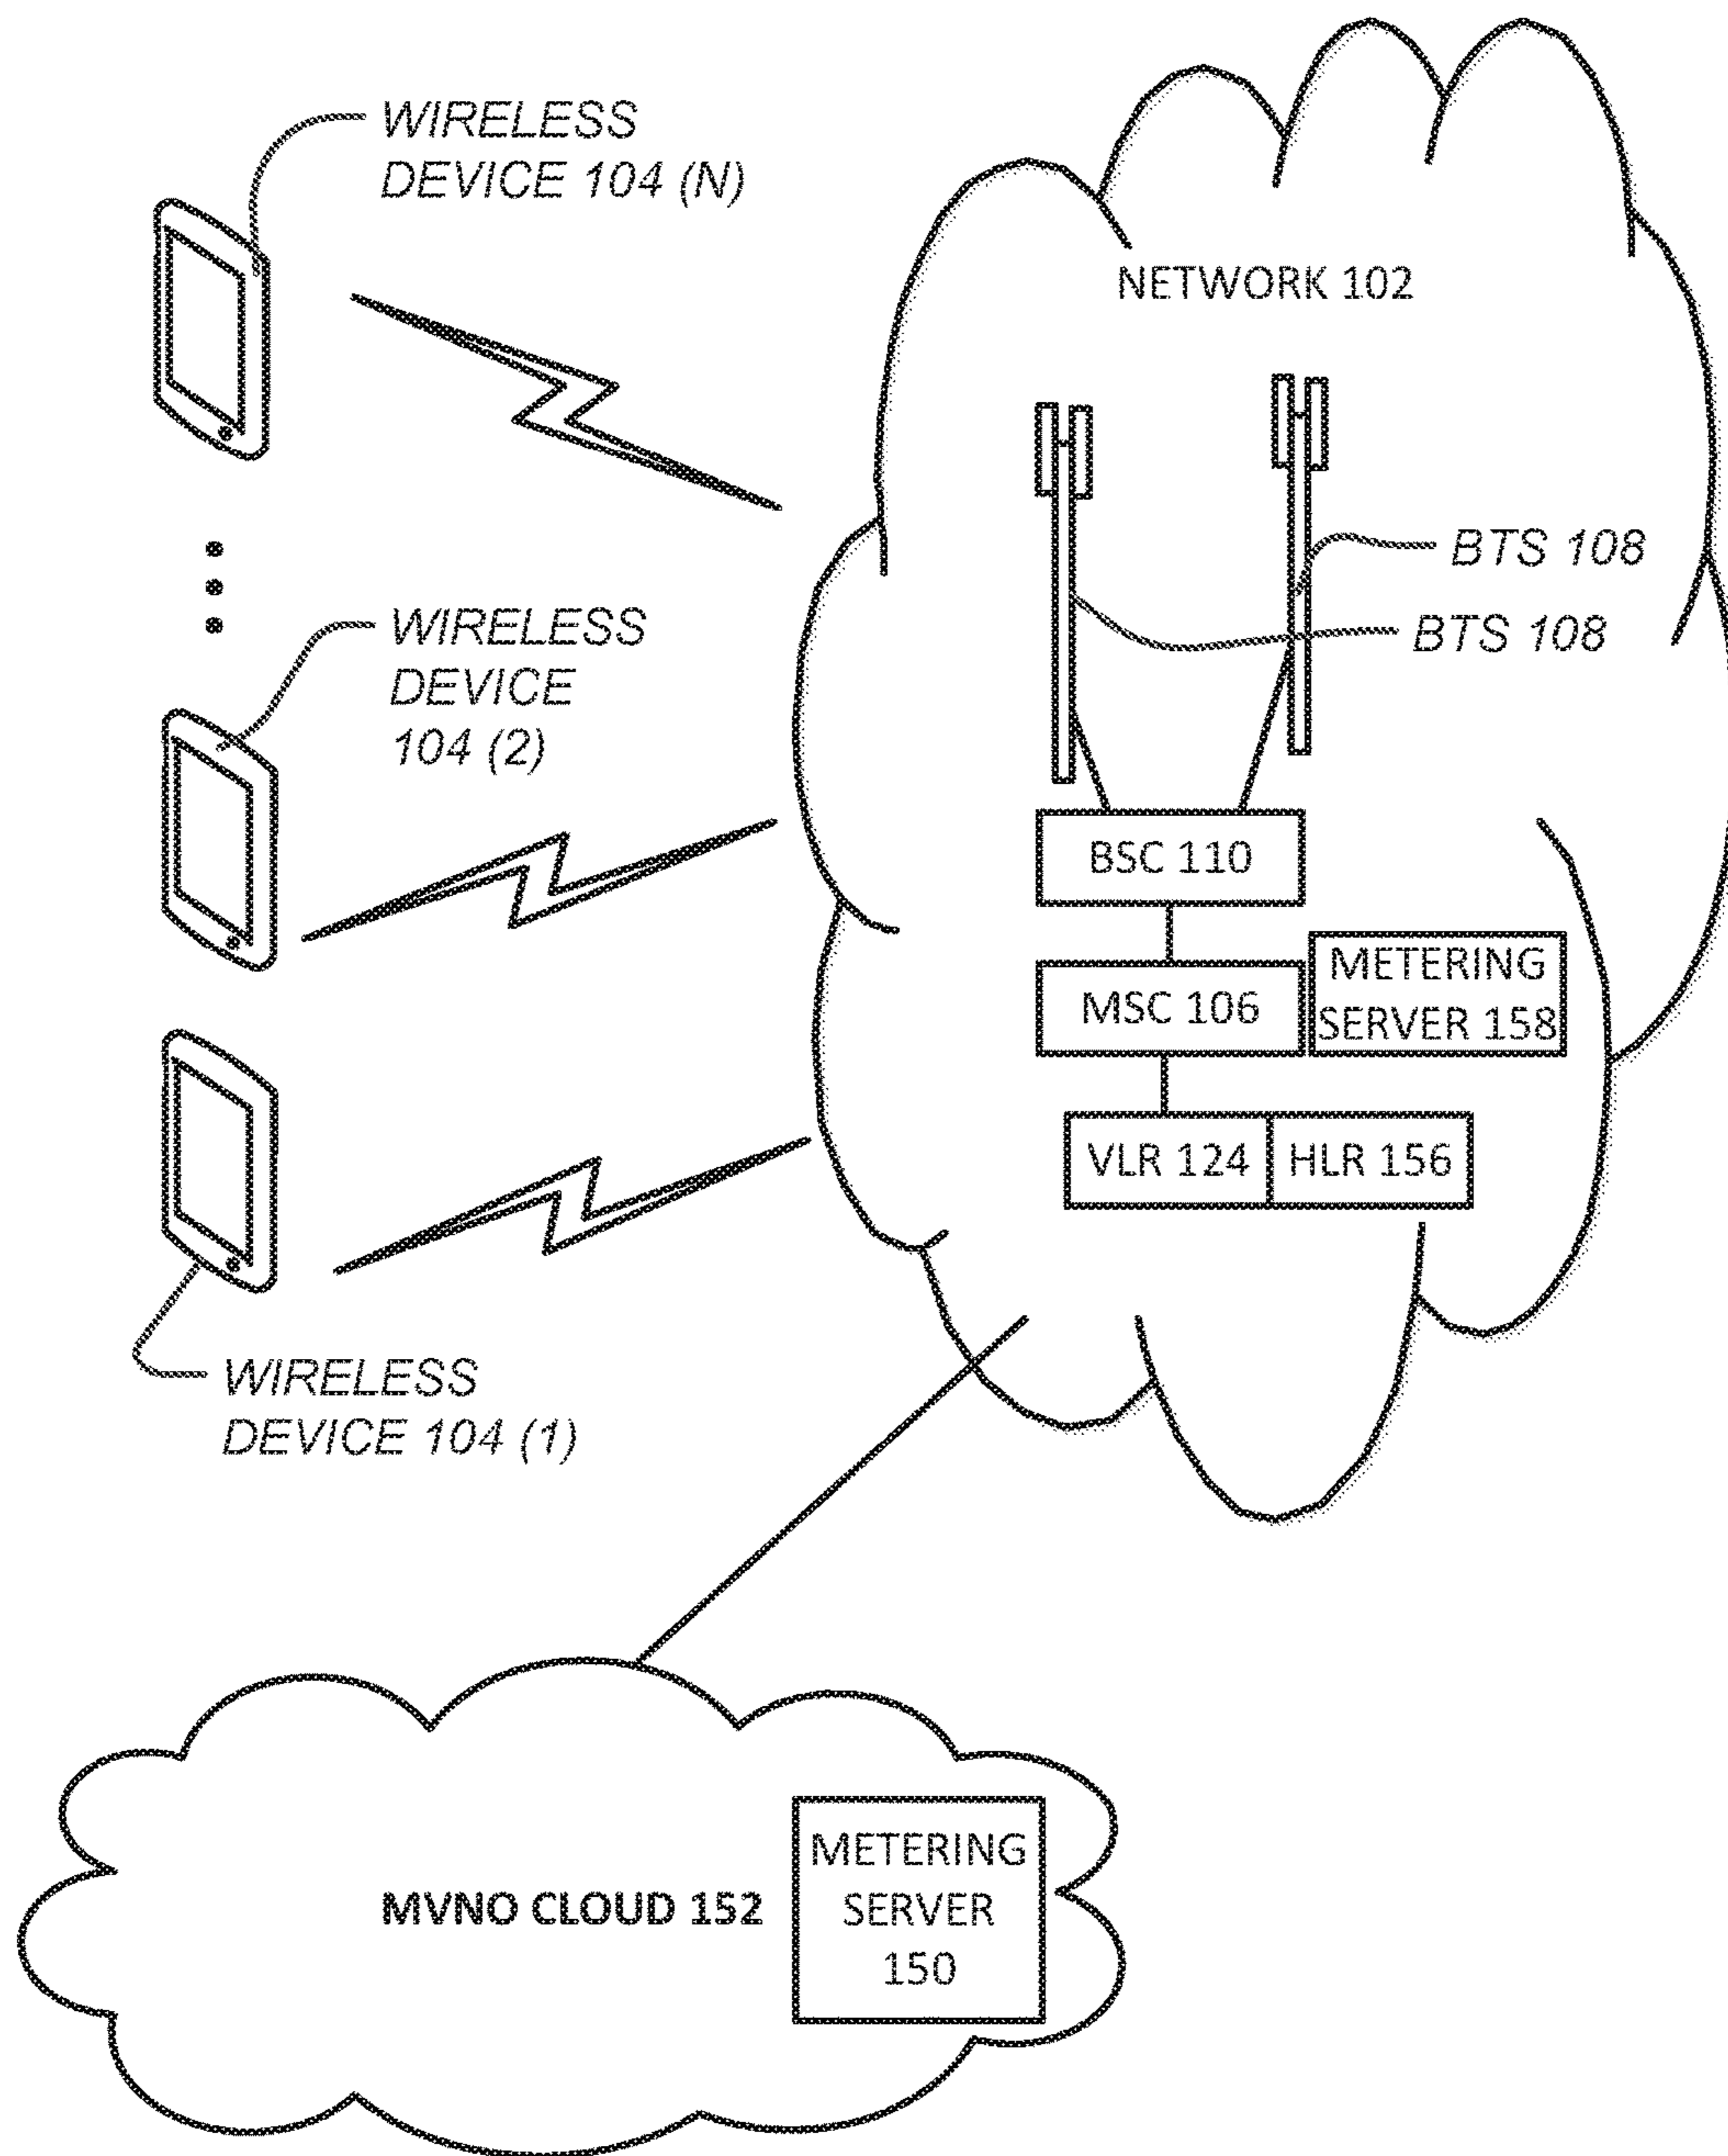 WIRELESS
DEVICE 104 (N)
NETWORK 102
BTS 108
BTS 108
WIRELESS
DEVICE
104 (2)
BSC 110
METERING
SERVER 158
MSC 106
VLR 124
HLR 156
WIRELESS
DEVICE 104 (1)
MVNO CLOUD 152
METERING
SERVER
150